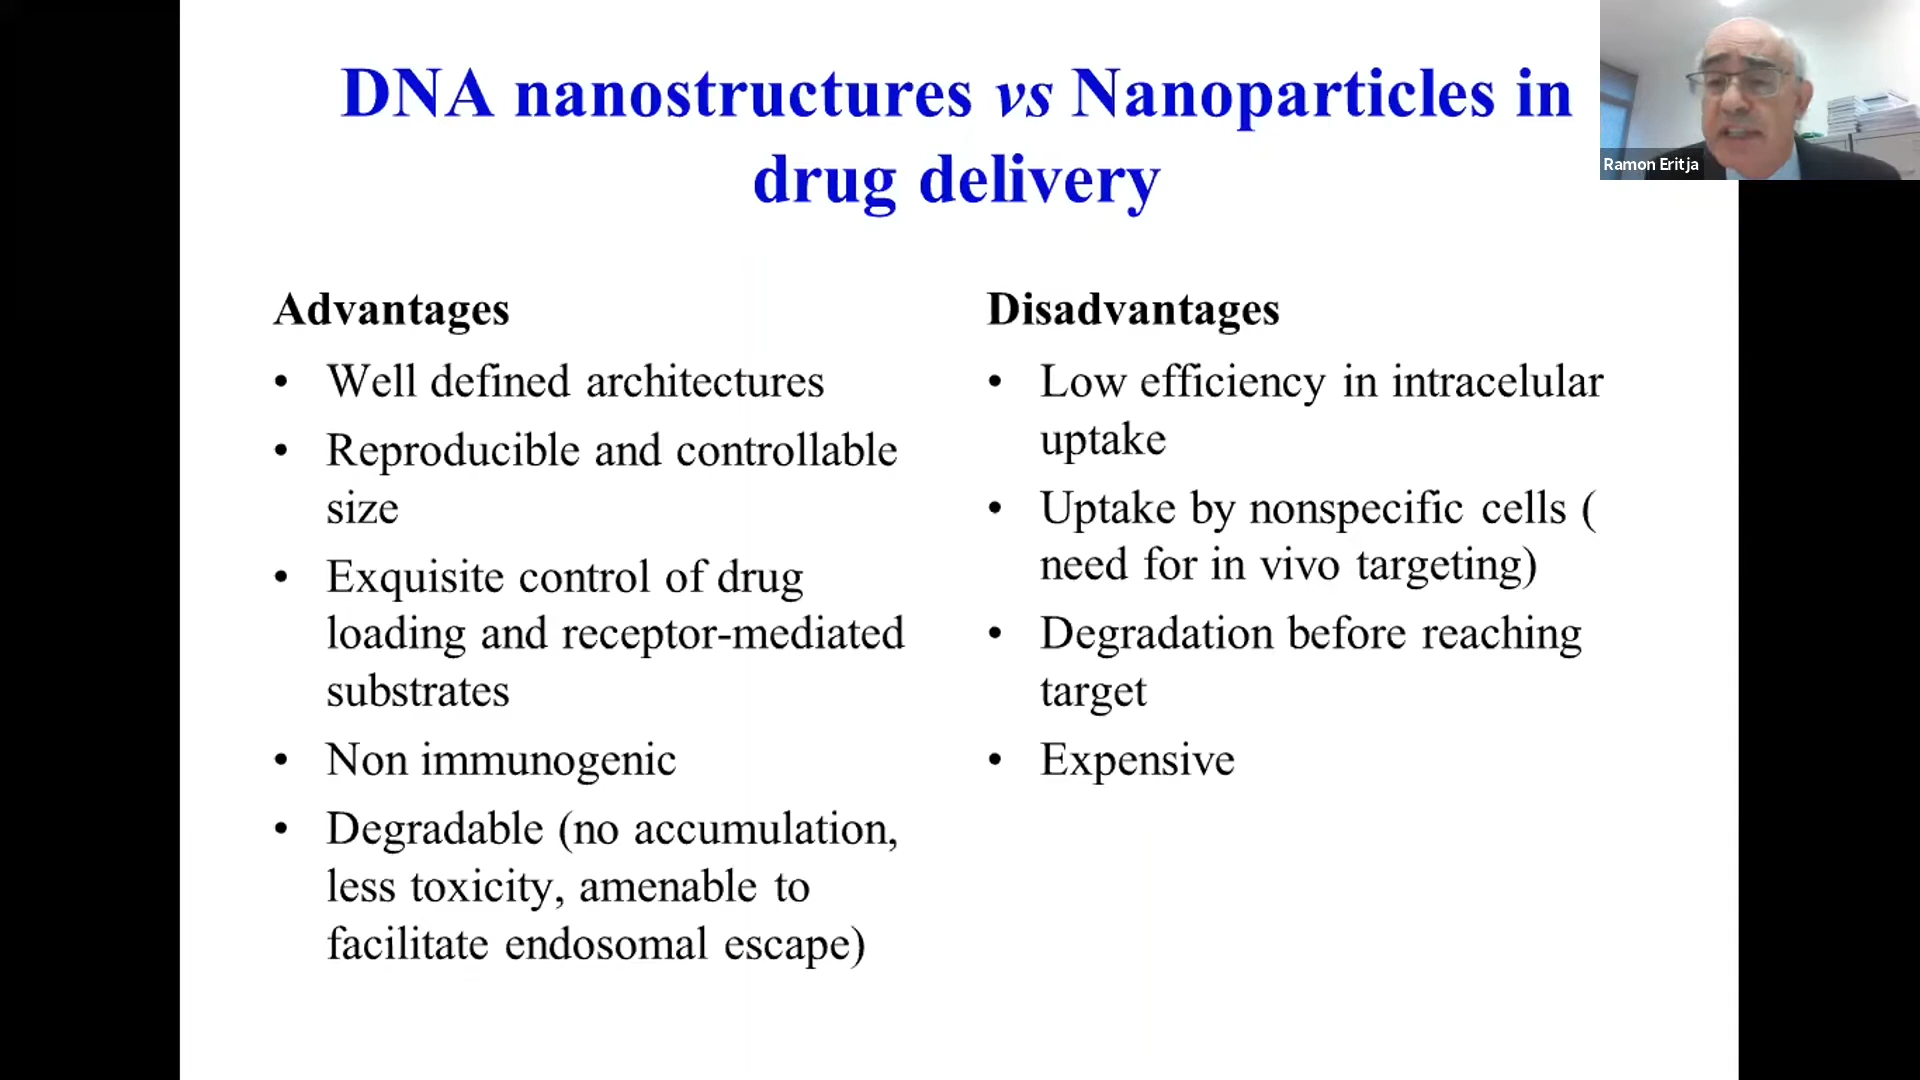 DNA nanostructures vs Nanoparticles in
drug delivery
Ramon Eritja
Advantages
• Well defined architectures
• Reproducible and controllable
size
• Exquisite control of drug
loading and receptor-mediated
substrates
• Non immunogenic
• Degradable (no accumulation,
less toxicity, amenable to
facilitate endosomal escape)
Disadvantages
• Low efficiency in intracelular
uptake
• Uptake by nonspecific cells (
need for in vivo targeting)
• Degradation before reaching
target
• Expensive